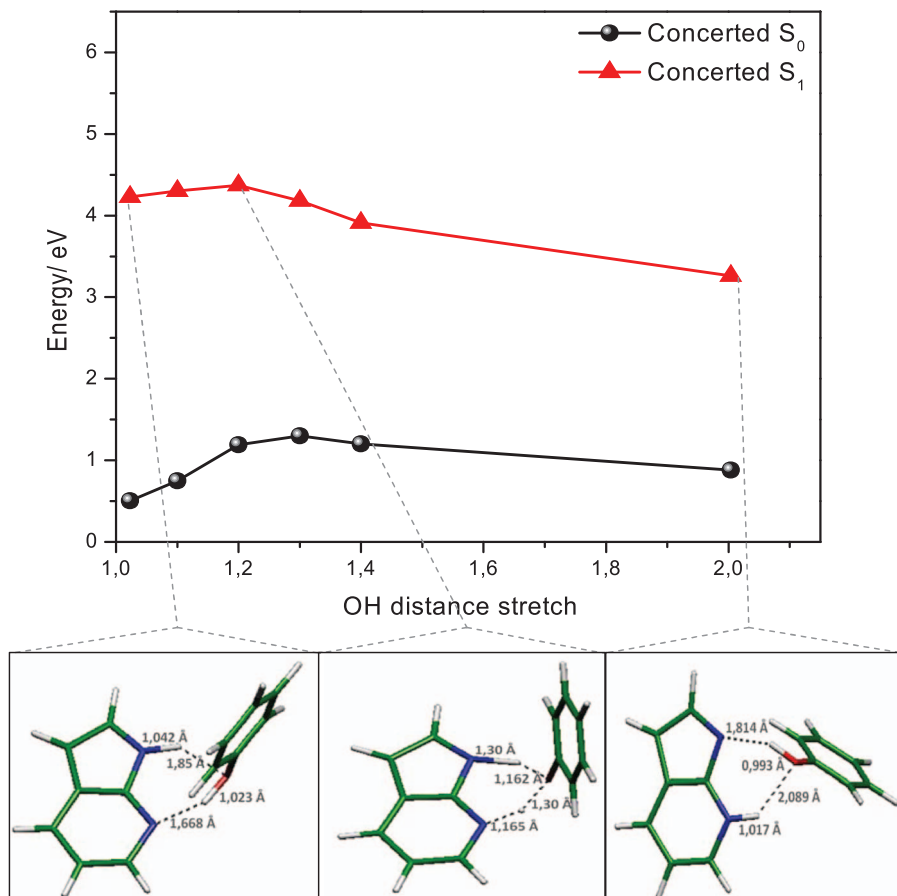 Concerted S0
Concerted S1
6
5
4
3
2
1
0
Energy/ eV
1,0 1,2 1,4 1,6 1,8 2,0
OH distance stretch
1,042 Å
1,85 Å
1,023 Å
1,668 Å
1,30 Å
1,162 Å
1,30 Å
1,165 Å
1,814 Å
0,993 Å
2,089 Å
1,017 Å